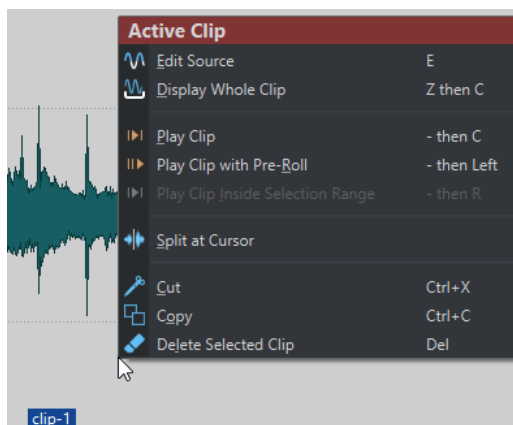 Active Clip
Edit Source E
Display Whole Clip Z then C
Play Clip - then C
Play Clip with Pre-Roll - then Left
Play Clip Inside Selection Range - then R
Split at Cursor
Cut Ctrl+X
Copy Ctrl+C
Delete Selected Clip Del
clip-1